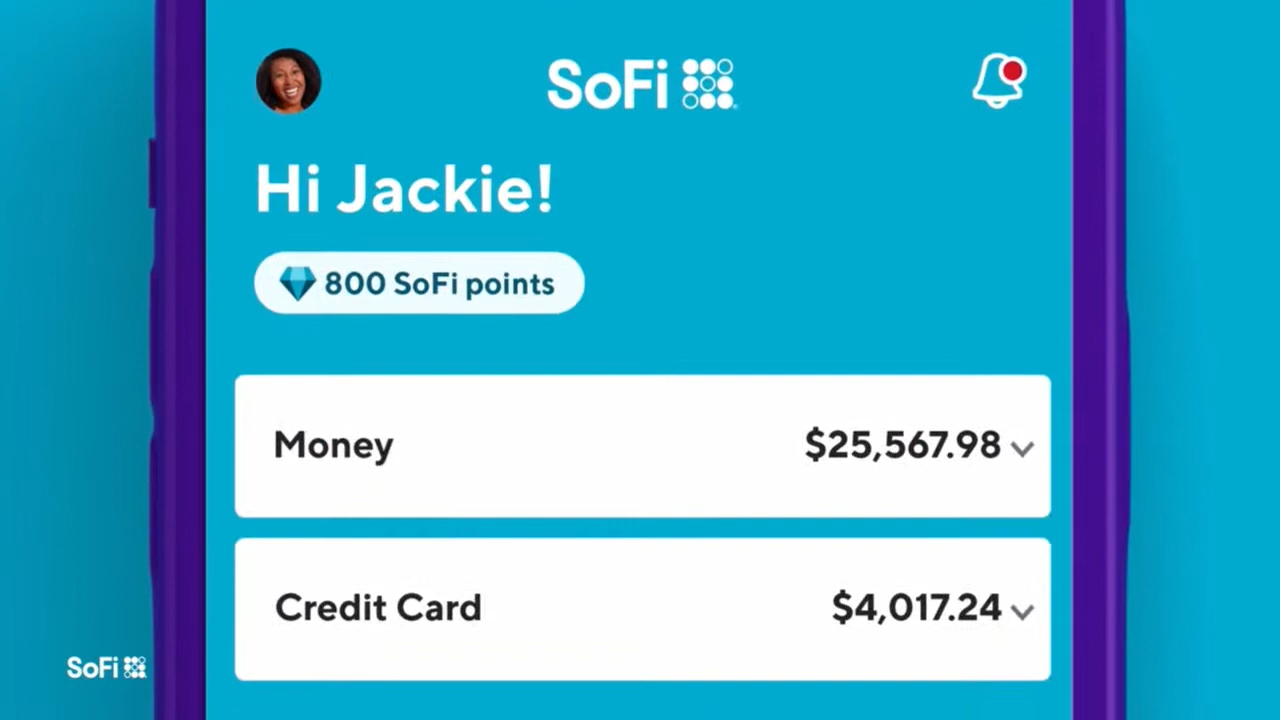 SoFi
Hi Jackie!
800 SoFi points
Money $25,567.98
Credit Card $4,017.24
SoFi